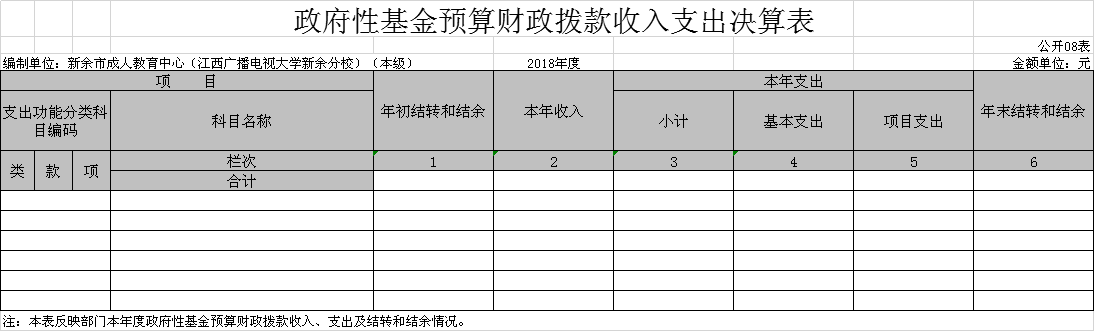 政府性基金预算财政拨款收入支出决算表
公开08表
编制单位：新余市成人教育中心（江西广播电视大学新余分校）（本级） 2018年度 金额单位：元
项 目 年初结转和结余 本年收入 本年支出 年末结转和结余
支出功能分类科目编码 科目名称 小计 基本支出 项目支出
类 款 项 栏次 1 2 3 4 5 6
合计
注：本表反映部门本年度政府性基金预算财政拨款收入、支出及结转和结余情况。